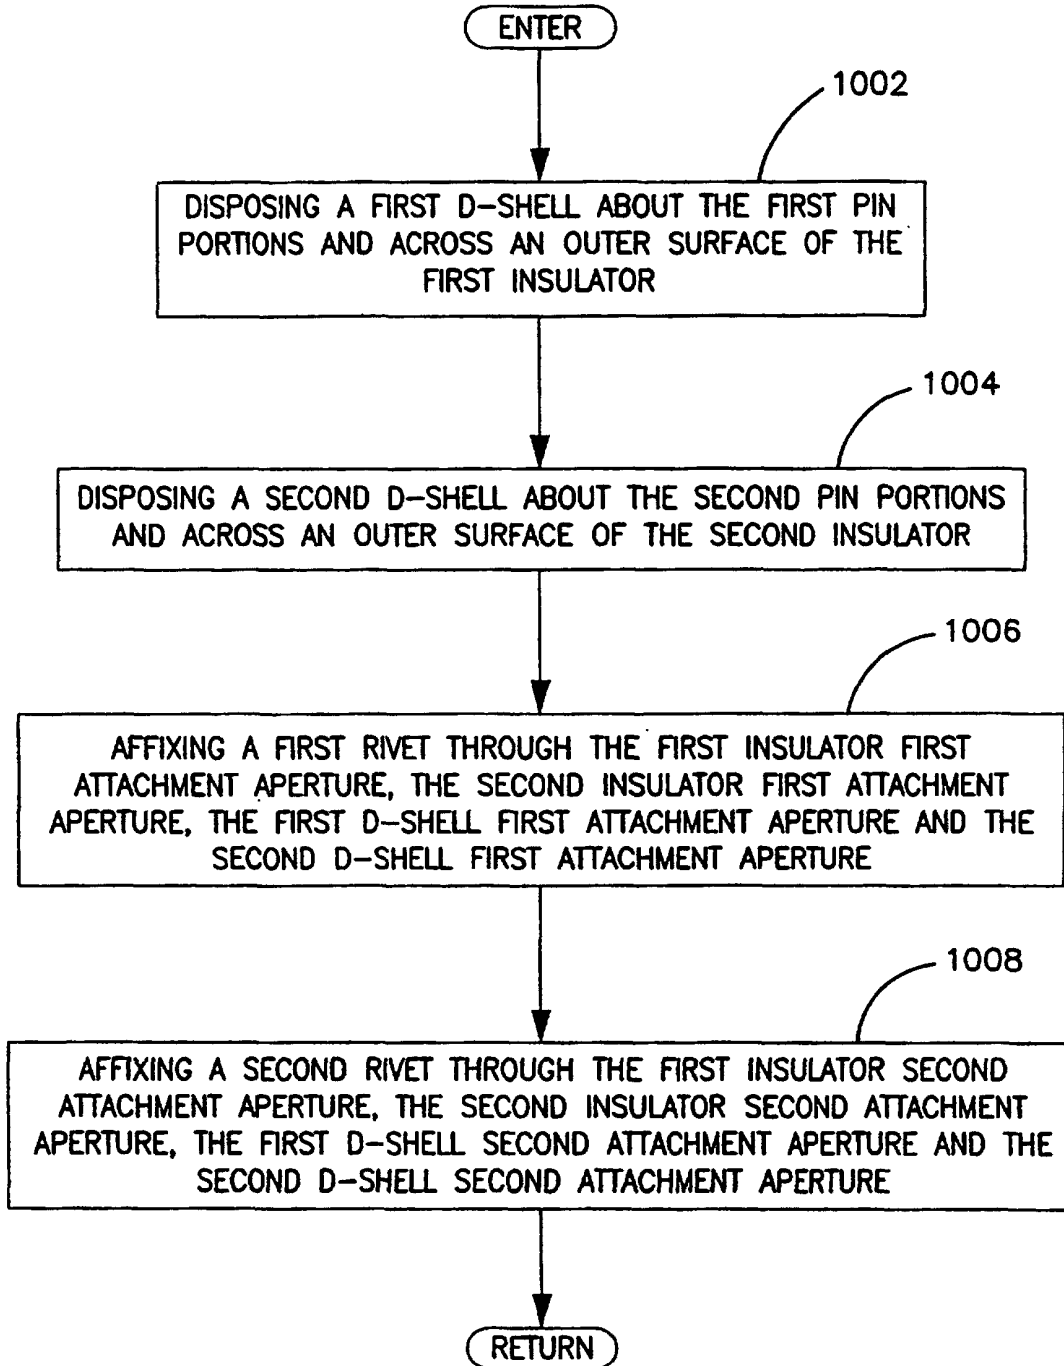 ENTER
1002
DISPOSING A FIRST D-SHELL ABOUT THE FIRST PIN
PORTIONS AND ACROSS AN OUTER SURFACE OF THE
FIRST INSULATOR
1004
DISPOSING A SECOND D-SHELL ABOUT THE SECOND PIN PORTIONS
AND ACROSS AN OUTER SURFACE OF THE SECOND INSULATOR
1006
AFFIXING A FIRST RIVET THROUGH THE FIRST INSULATOR FIRST
ATTACHMENT APERTURE, THE SECOND INSULATOR FIRST ATTACHMENT
APERTURE, THE FIRST D-SHELL FIRST ATTACHMENT APERTURE AND THE
SECOND D-SHELL FIRST ATTACHMENT APERTURE
1008
AFFIXING A SECOND RIVET THROUGH THE FIRST INSULATOR SECOND
ATTACHMENT APERTURE, THE SECOND INSULATOR SECOND ATTACHMENT
APERTURE, THE FIRST D-SHELL SECOND ATTACHMENT APERTURE AND THE
SECOND D-SHELL SECOND ATTACHMENT APERTURE
RETURN